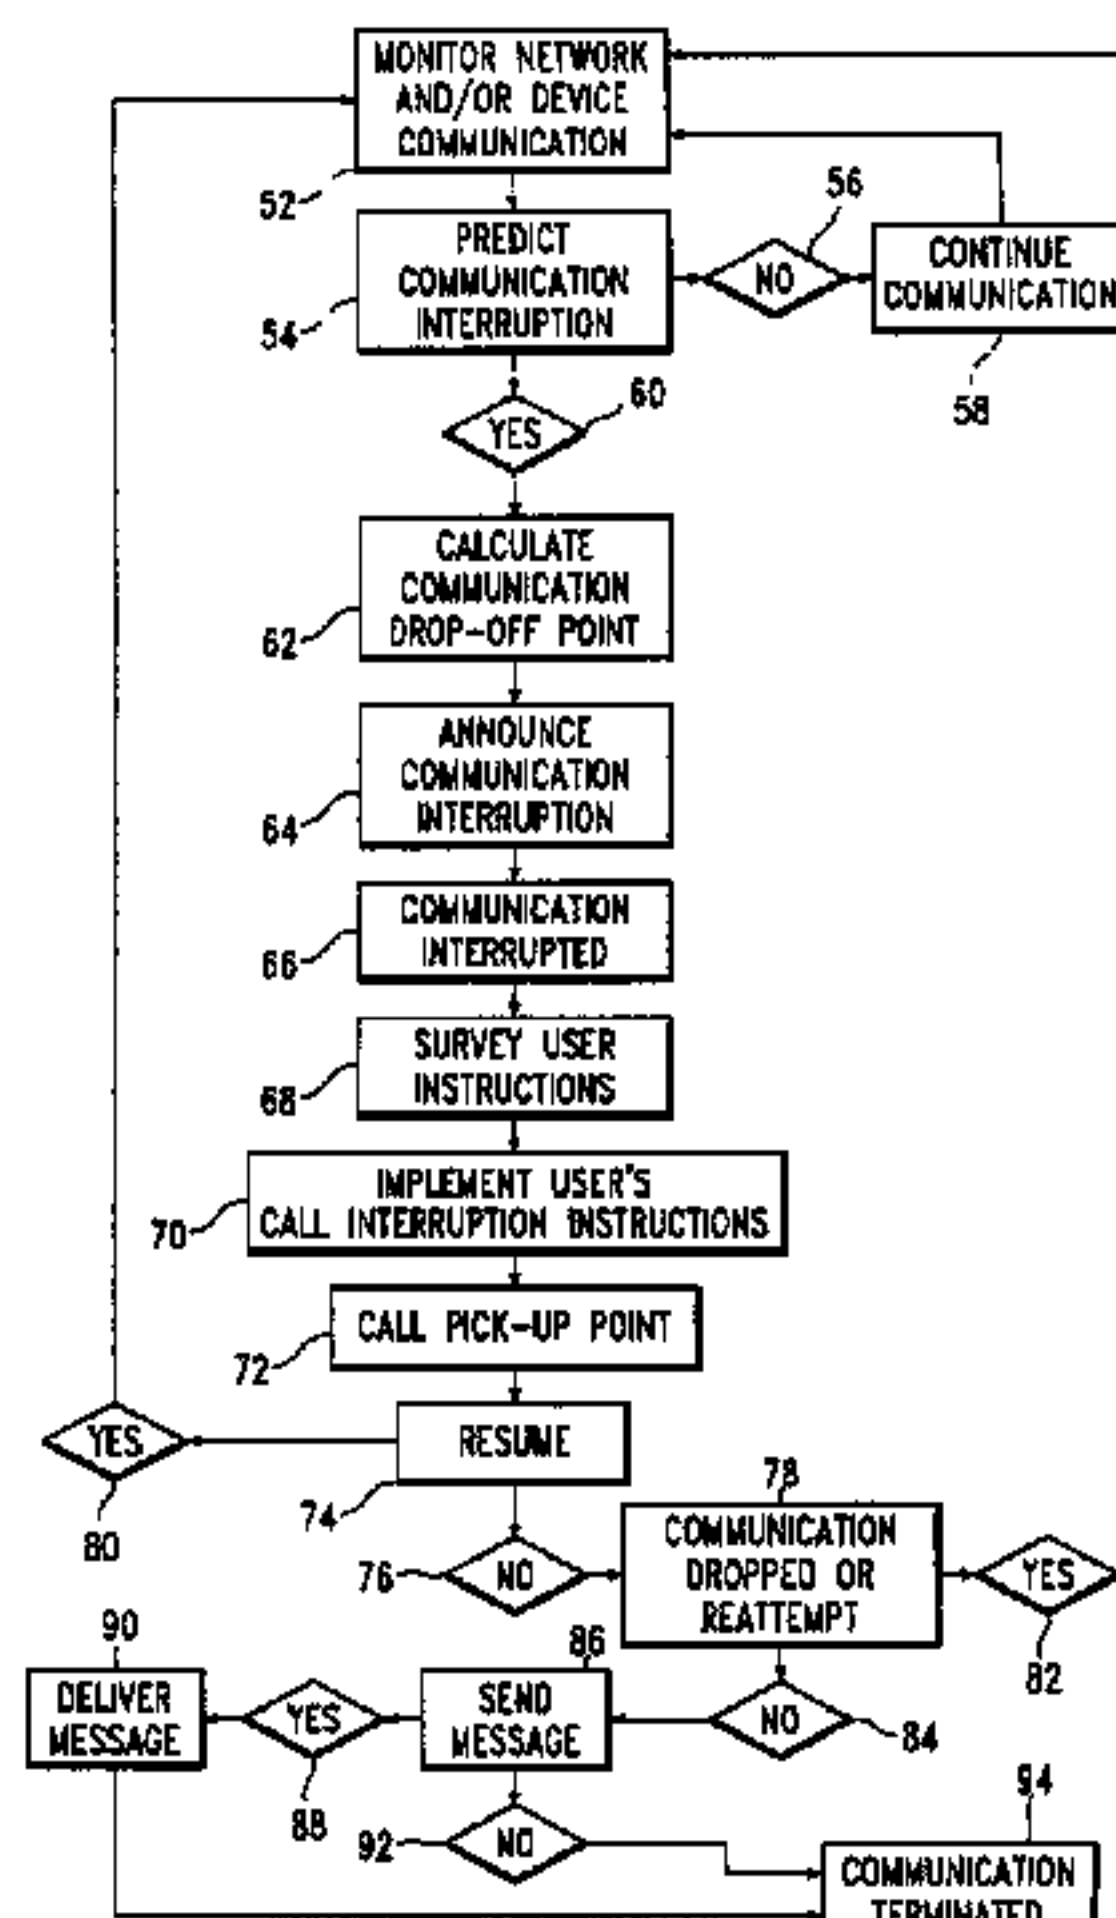 MONITOR NETWORK
AND/OR DEVICE
COMMUNICATION
52
PREDICT
COMMUNICATION
INTERRUPTION
54
56
NO
CONTINUE
COMMUNICATION
58
60
YES
CALCULATE
COMMUNICATION
DROP-OFF POINT
62
ANNOUNCE
COMMUNICATION
INTERRUPTION
64
COMMUNICATION
INTERRUPTED
66
SURVEY USER
INSTRUCTIONS
68
IMPLEMENT USER'S
CALL INTERRUPTION INSTRUCTIONS
70
CALL PICK-UP POINT
72
RESUME
74
YES
80
76
NO
78
COMMUNICATION
DROPPED OR
REATTEMPT
YES
82
NO
84
86
SEND
MESSAGE
YES
88
90
DELIVER
MESSAGE
92
NO
94
COMMUNICATION
TERMINATED